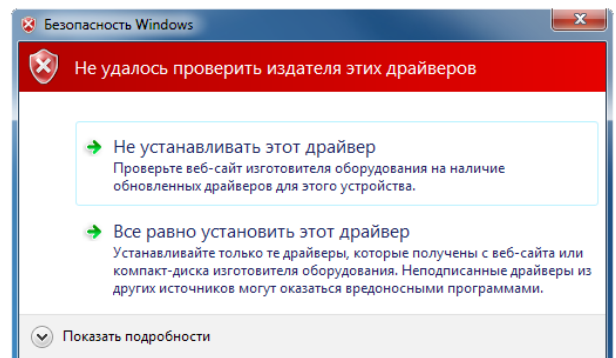 Безопасность Windows
Не удалось проверить издателя этих драйверов
Не устанавливать этот драйвер
Проверьте веб-сайт изготовителя оборудования на наличие
обновленных драйверов для этого устройства.
Все равно установить этот драйвер
Устанавливайте только те драйверы, которые получены с веб-сайта или
компакт-диска изготовителя оборудования. Неподписанные драйверы из
других источников могут оказаться вредоносными программами.
Показать подробности